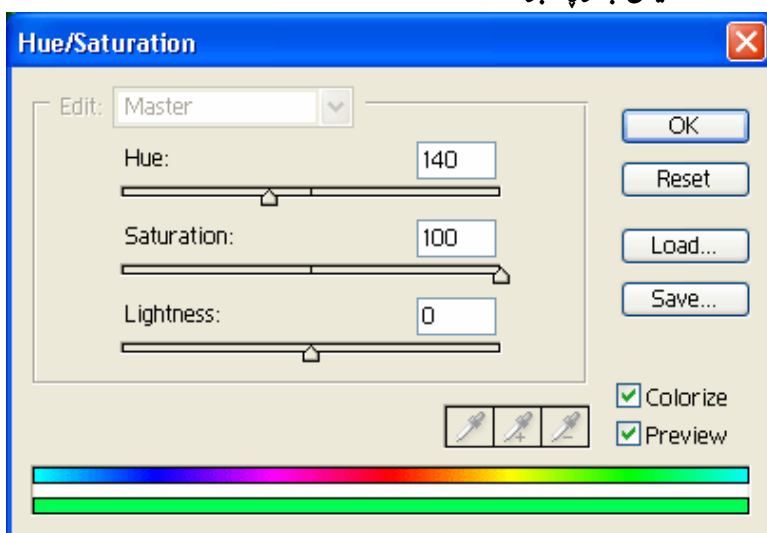 Hue/Saturation
Edit: Master
Hue: 140
Saturation: 100
Lightness: 0
OK
Reset
Load...
Save...
Colorize
Preview